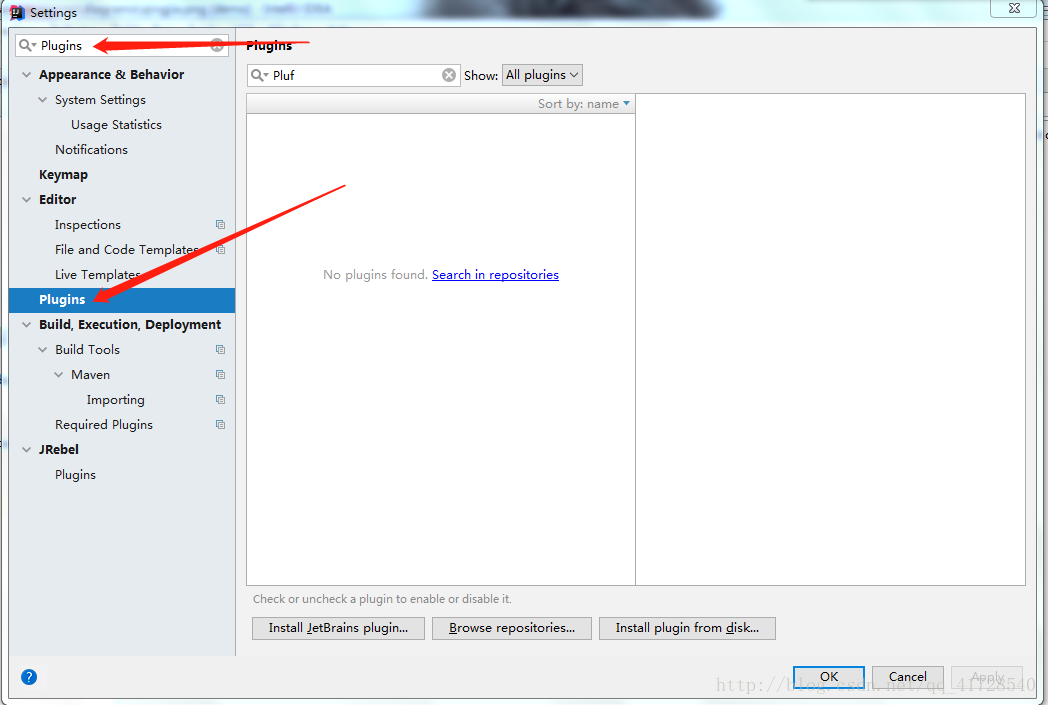 Settings
Plugins
Appearance & Behavior
System Settings
Usage Statistics
Notifications
Keymap
Editor
Inspections
File and Code Templates
Live Templates
Plugins
Build, Execution, Deployment
Build Tools
Maven
Importing
Required Plugins
JRebel
Plugins
Plugins
Pluf
Show: All plugins
Sort by: name
No plugins found. Search in repositories
Check or uncheck a plugin to enable or disable it.
Install JetBrains plugin...
Browse repositories...
Install plugin from disk...
?
OK
Cancel
Apply
http://blog.csdn.net/qq_41728540